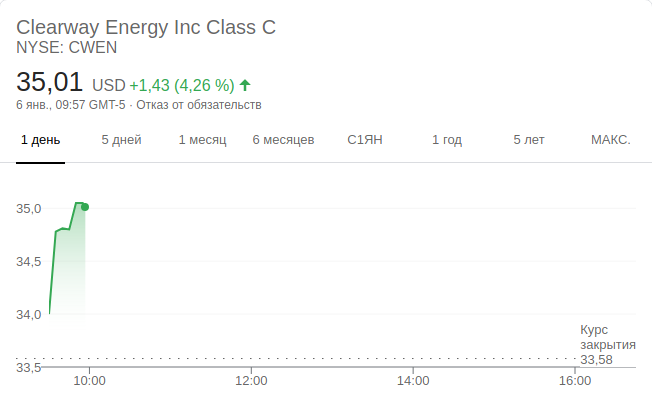 Clearway Energy Inc Class C
NYSE: CWEN
35,01 USD +1,43 (4,26 %)
6 янв., 09:57 GMT-5 · Отказ от обязательств
1 день 5 дней 1 месяц 6 месяцев С1ЯН 1 год 5 лет МАКС.
35,0
34,5
34,0
Курс
закрытия
33,58
33,5
10:00 12:00 14:00 16:00